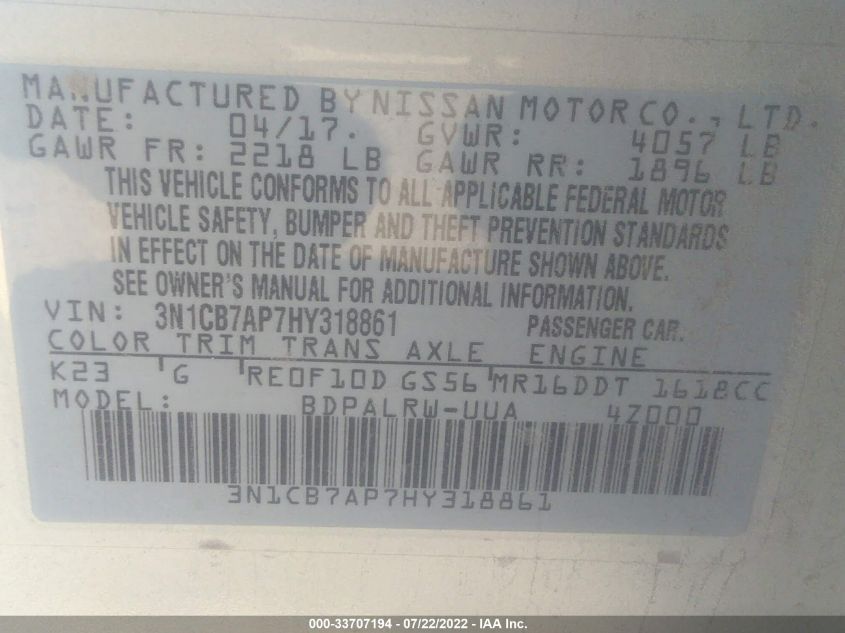 MANUFACTURED BY NISSAN MOTOR CO., LTD.
DATE: 04/17. GVWR: 4057 LB
GAWR FR: 2218 LB GAWR RR: 1896 LB
THIS VEHICLE CONFORMS TO ALL APPLICABLE FEDERAL MOTOR
VEHICLE SAFETY, BUMPER AND THEFT PREVENTION STANDARDS
IN EFFECT ON THE DATE OF MANUFACTURE SHOWN ABOVE.
SEE OWNER'S MANUAL FOR ADDITIONAL INFORMATION.
VIN: 3N1CB7AP7HY318861 PASSENGER CAR.
COLOR TRIM TRANS AXLE ENGINE
K23 G RE0F10D GS56 MR16DDT 1618CC
MODEL: BDPALRW-UUA 4Z000
3N1CB7AP7HY318861
000-33707194 - 07/22/2022 - IAA Inc.